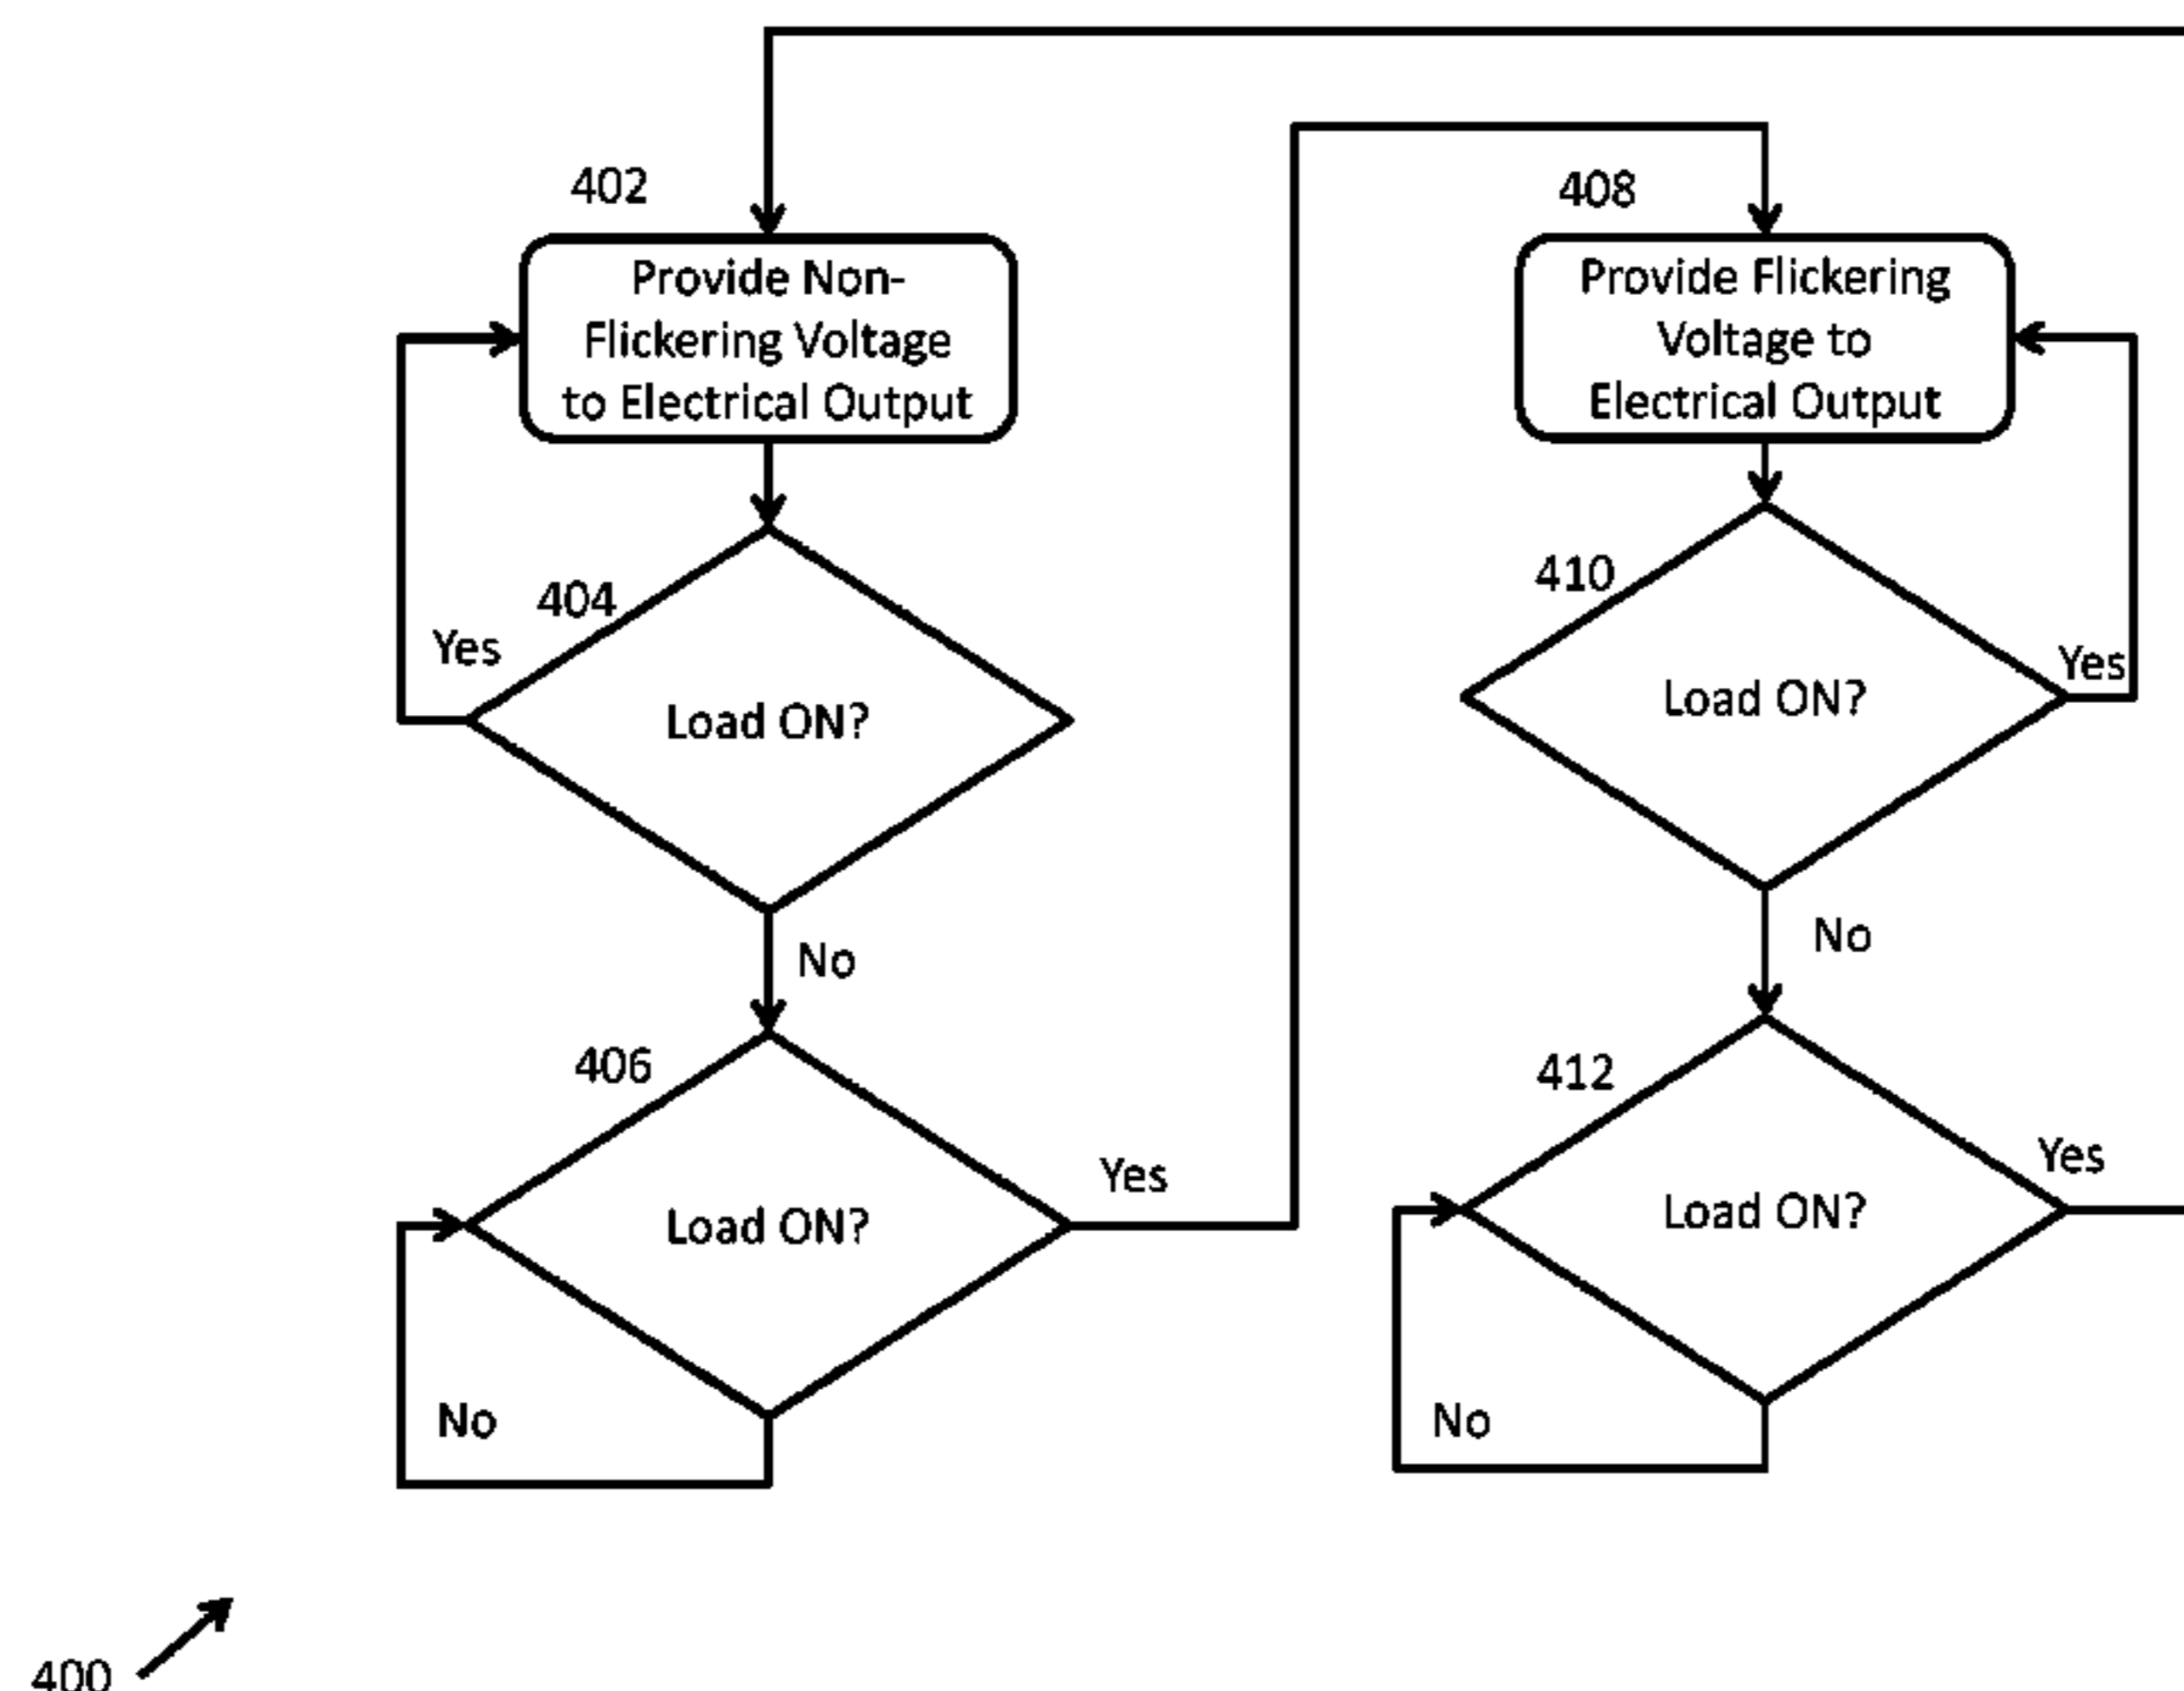 402
Provide Non-
Flickering Voltage
to Electrical Output
404
Yes
Load ON?
No
406
Load ON?
Yes
No
408
Provide Flickering
Voltage to
Electrical Output
410
Yes
Load ON?
No
412
Yes
Load ON?
No
400